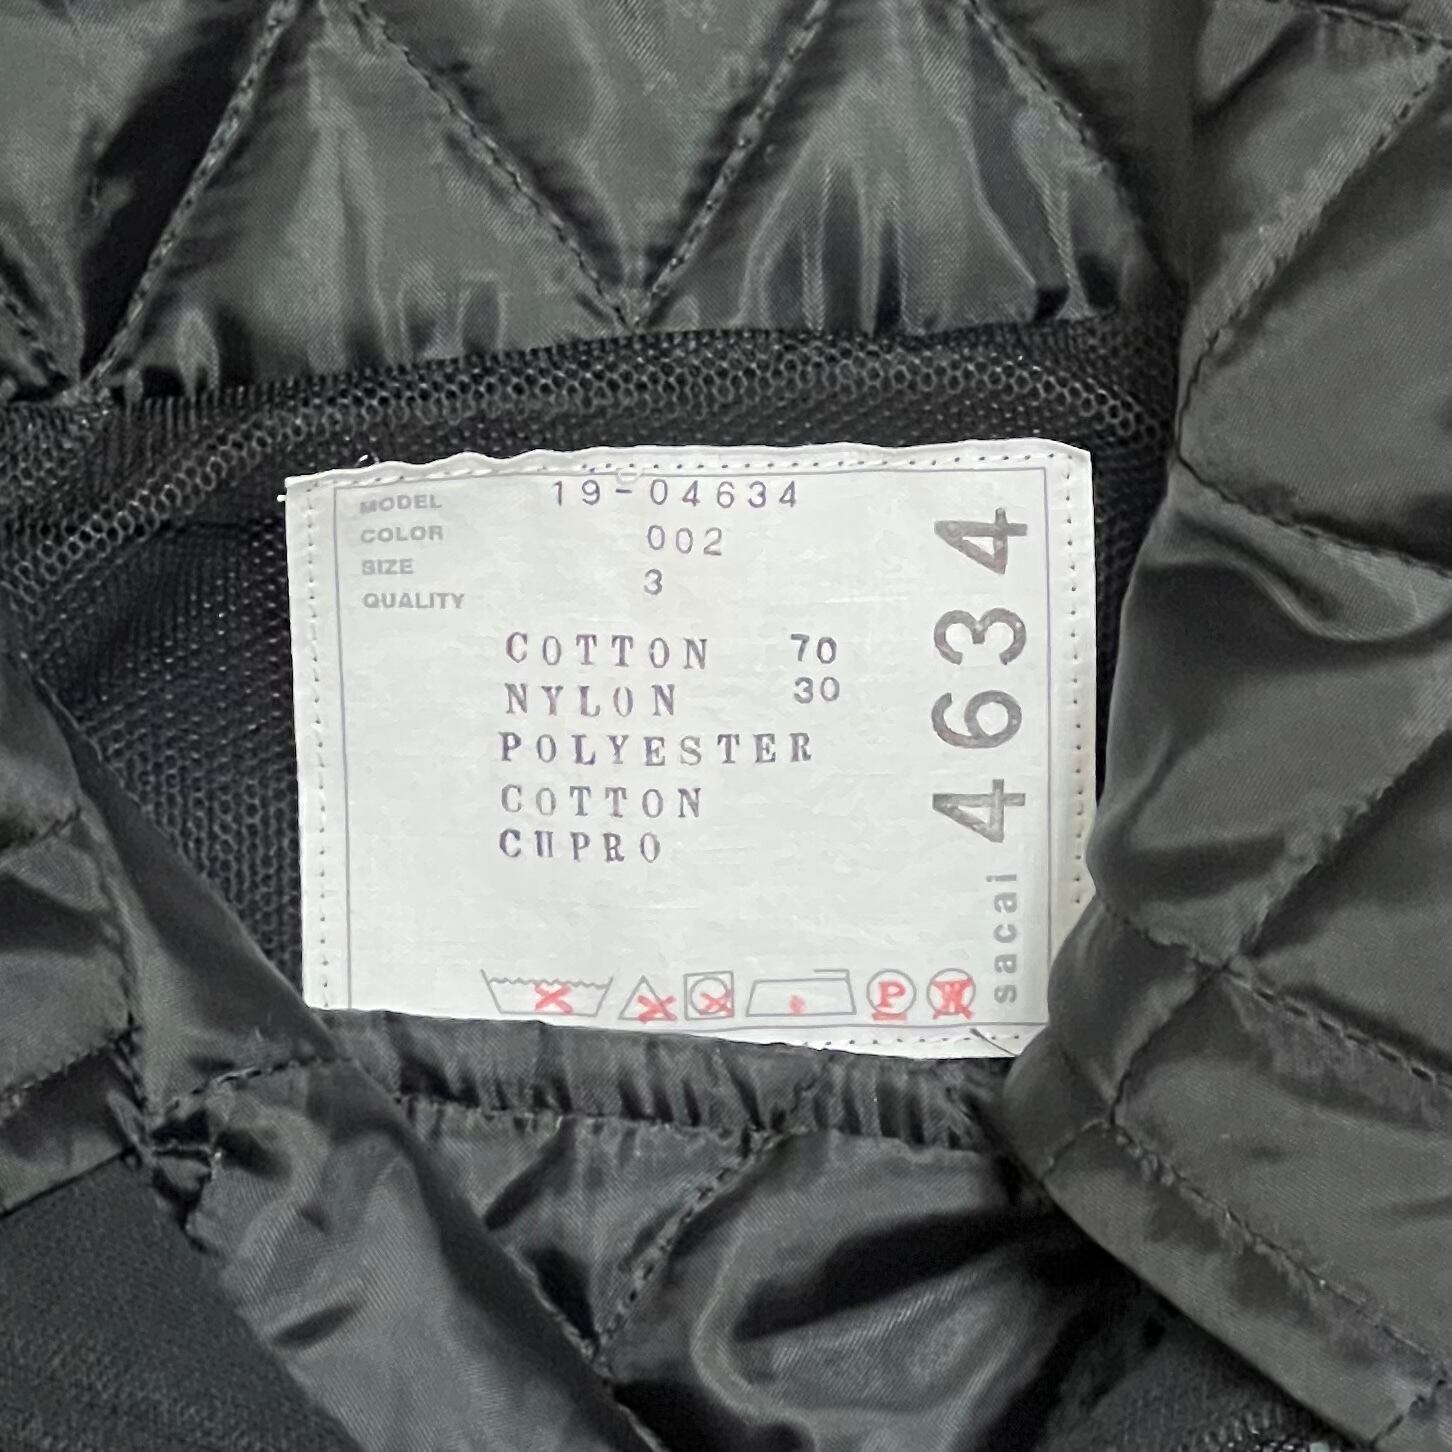 MODEL 19-04634
COLOR 002
SIZE 3
QUALITY
COTTON 70
NYLON 30
POLYESTER
COTTON
CUPRO
P W
sacai 4634